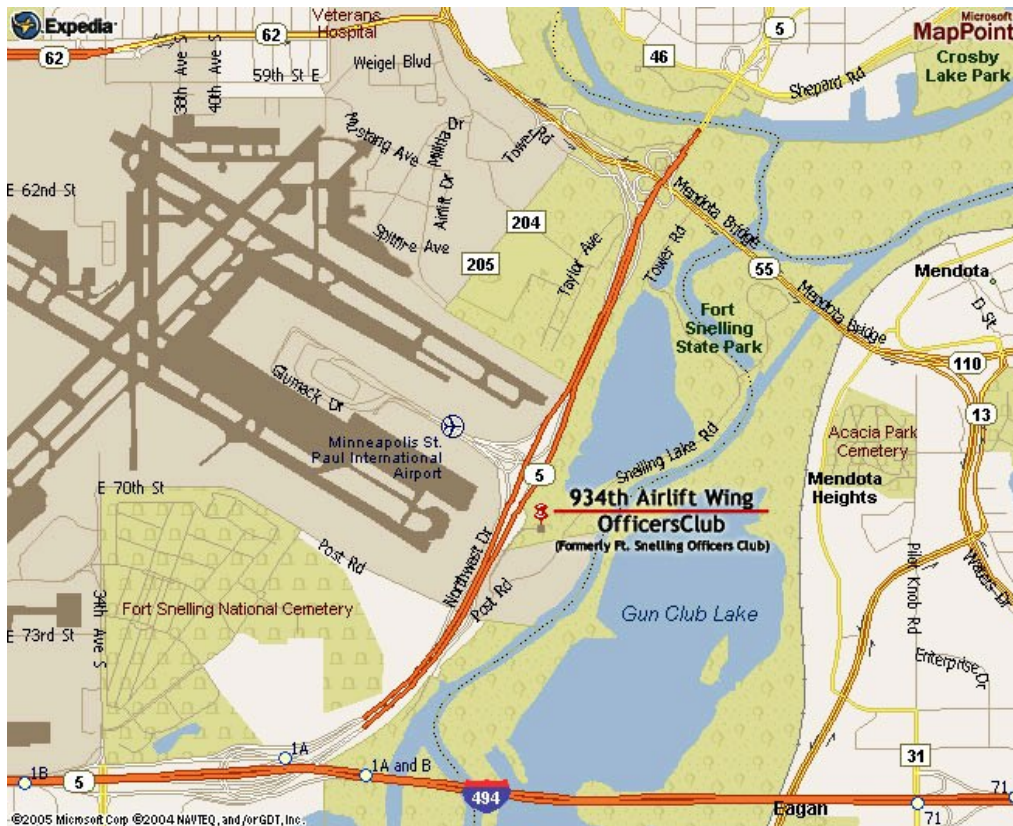 Expedia
Microsoft
MapPoint
Veterans
Hospital
62
62
5
46
Crosby
Lake Park
Weigel Blvd
59th St E
38th Ave S
40th Ave S
Shepard Rd
Mustang Ave
Militia Dr
Tower Rd
E 62nd St
Airlift Dr
204
Mendota Bridge
Spitfire Ave
205
Taylor Ave
Tower Rd
55
Mendota
D St
Mendota Bridge
Fort
Snelling
State Park
110
Glumack Dr
13
Minneapolis St.
Paul International
Airport
Acacia Park
Cemetery
Snelling Lake Rd
5
Mendota
Heights
E 70th St
934th Airlift Wing
OfficersClub
(Formerly Ft. Snelling Officers Club)
Post Rd
Northwest Dr
Post Rd
Pilot Knob Rd
Waters Dr
34th Ave S
Fort Snelling National Cemetery
Gun Club Lake
E 73rd St
Enterprise Dr
1A
31
1B
5
1A and B
494
71
71
Eagan
©2005 Microsoft Corp ©2004 NAVTEQ, and/or GDT, Inc.